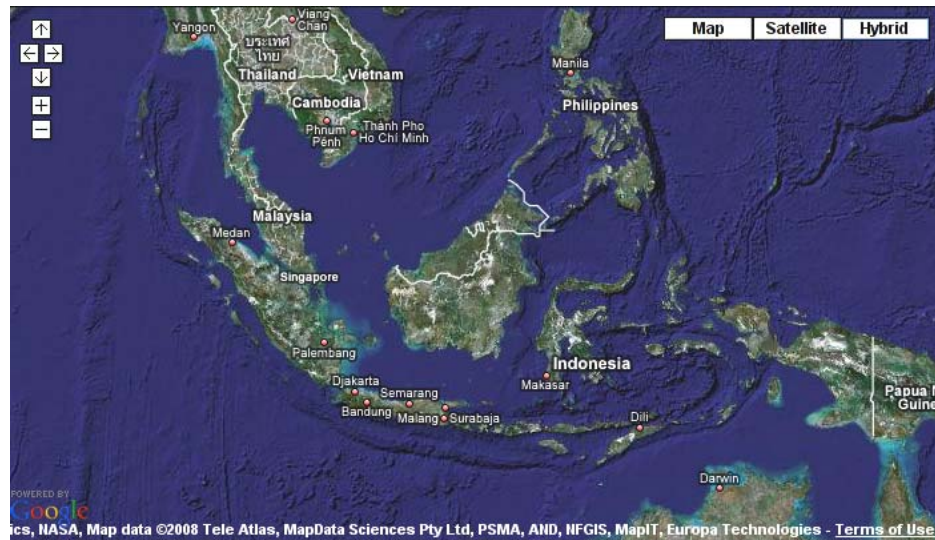 Viang
Chan
Yangon
ประเทศ
ไทย
Thailand
Vietnam
Cambodia
Phnum
Pénh
Thành Pho
Ho Chí Minh
Manila
Philippines
Map
Satellite
Hybrid
Malaysia
Medan
Singapore
Palembang
Djakarta
Semarang
Bandung
Malang
Surabaja
Makasar
Indonesia
Dili
Papua N
Guine
Darwin
POWERED BY
Google
ics, NASA, Map data ©2008 Tele Atlas, MapData Sciences Pty Ltd, PSMA, AND, NFGIS, MapIT, Europa Technologies - Terms of Use